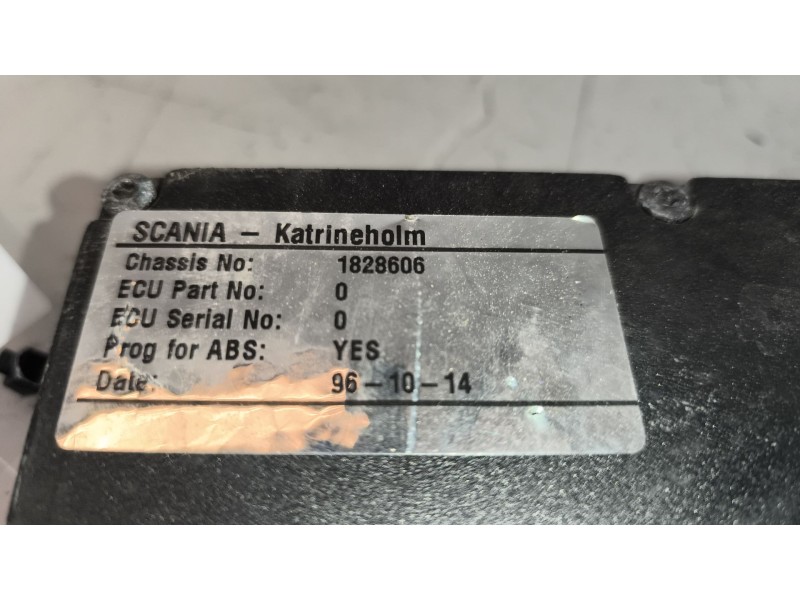 SCANIA - Katrineholm
Chassis No: 1828606
ECU Part No: 0
ECU Serial No: 0
Prog for ABS: YES
Date: 96-10-14